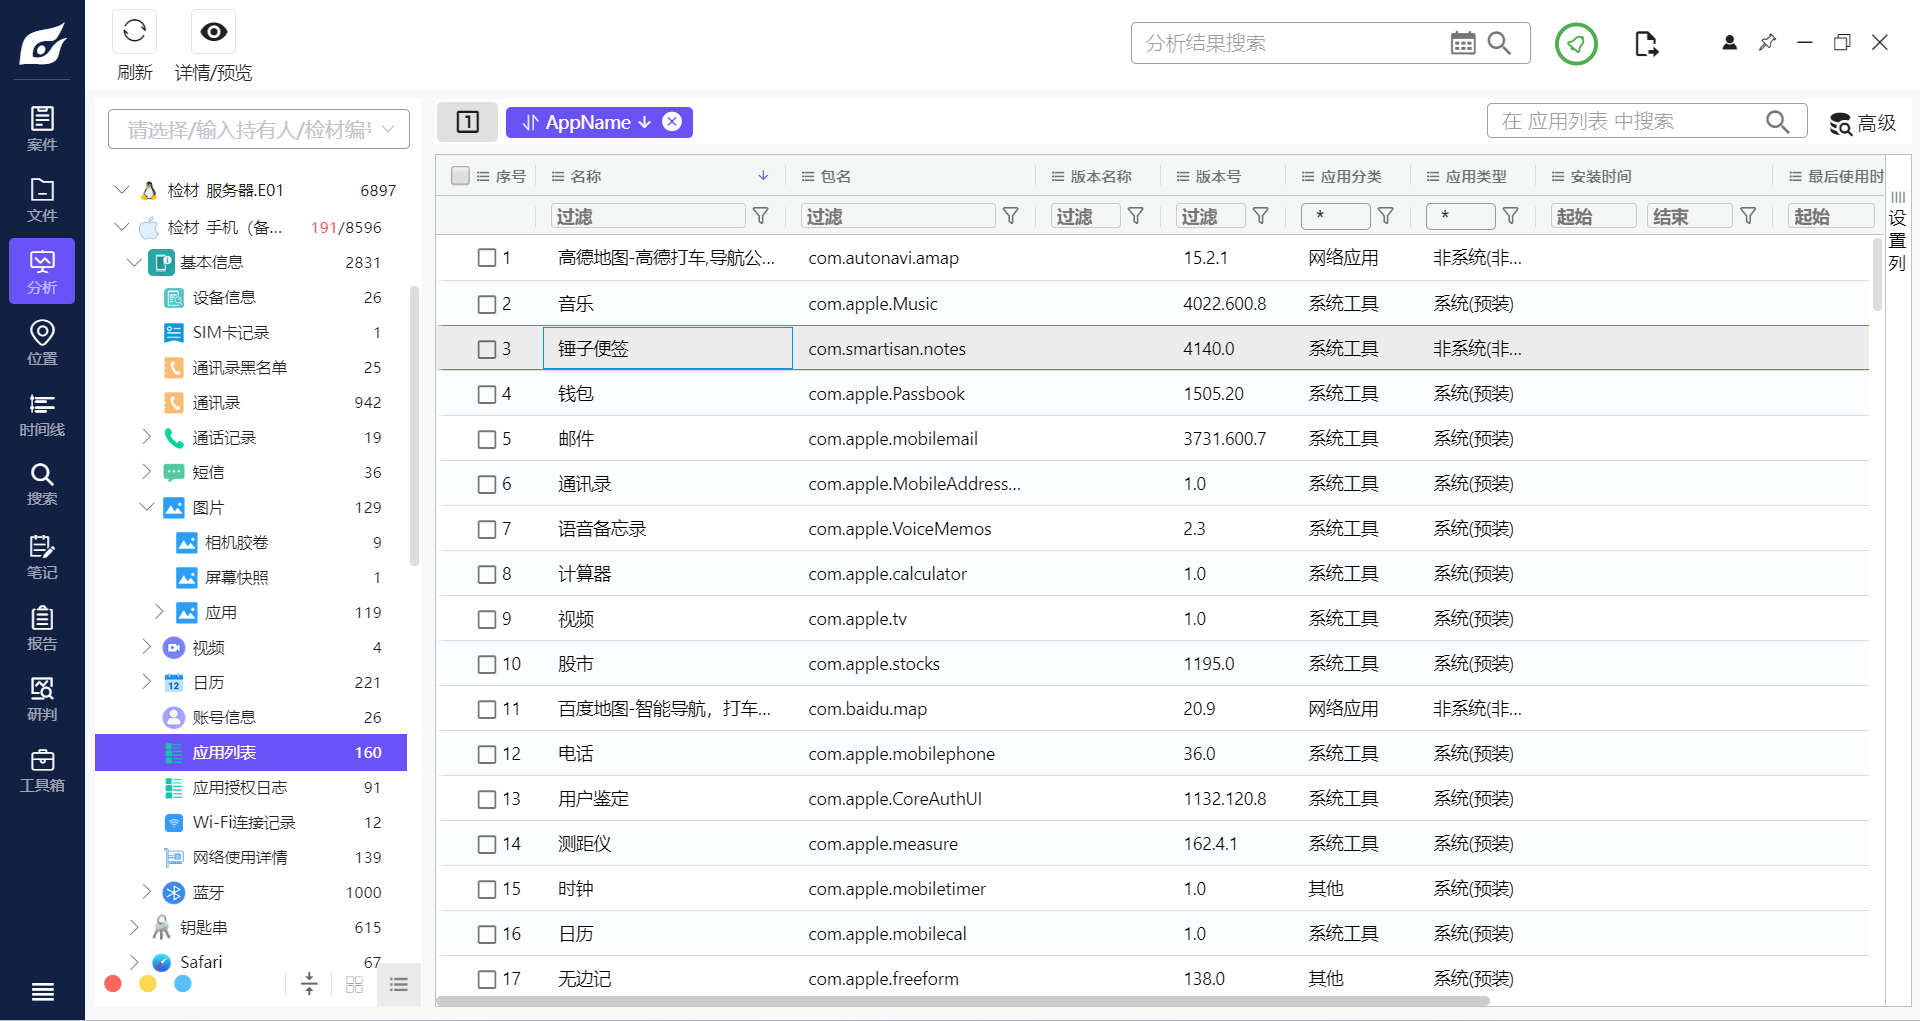 刷新
详情/预览
分析结果搜索
案件
文件
分析
位置
时间线
搜索
笔记
报告
研判
工具箱
请选择/输入持有人/检材编号
检材 服务器.E01 6897
检材 手机（备... 191/8596
基本信息 2831
设备信息 26
SIM卡记录 1
通讯录黑名单 25
通讯录 942
通话记录 19
短信 36
图片 129
相机胶卷 9
屏幕快照 1
应用 119
视频 4
日历 221
账号信息 26
应用列表 160
应用授权日志 91
Wi-Fi连接记录 12
网络使用详情 139
蓝牙 1000
钥匙串 615
Safari 67
1 AppName
在 应用列表 中搜索
高级
序号 名称 包名 版本名称 版本号 应用分类 应用类型 安装时间 最后使用时
过滤 过滤 过滤 过滤 * * 起始 结束 起始
设置列
1 高德地图-高德打车,导航公... com.autonavi.amap 15.2.1 网络应用 非系统(非...
2 音乐 com.apple.Music 4022.600.8 系统工具 系统(预装)
3 锤子便签 com.smartisan.notes 4140.0 系统工具 非系统(非...
4 钱包 com.apple.Passbook 1505.20 系统工具 系统(预装)
5 邮件 com.apple.mobilemail 3731.600.7 系统工具 系统(预装)
6 通讯录 com.apple.MobileAddress... 1.0 系统工具 系统(预装)
7 语音备忘录 com.apple.VoiceMemos 2.3 系统工具 系统(预装)
8 计算器 com.apple.calculator 1.0 系统工具 系统(预装)
9 视频 com.apple.tv 1.0 系统工具 系统(预装)
10 股市 com.apple.stocks 1195.0 系统工具 系统(预装)
11 百度地图-智能导航，打车... com.baidu.map 20.9 网络应用 非系统(非...
12 电话 com.apple.mobilephone 36.0 系统工具 系统(预装)
13 用户鉴定 com.apple.CoreAuthUI 1132.120.8 系统工具 系统(预装)
14 测距仪 com.apple.measure 162.4.1 系统工具 系统(预装)
15 时钟 com.apple.mobiletimer 1.0 其他 系统(预装)
16 日历 com.apple.mobilecal 1.0 系统工具 系统(预装)
17 无边记 com.apple.freeform 138.0 其他 系统(预装)